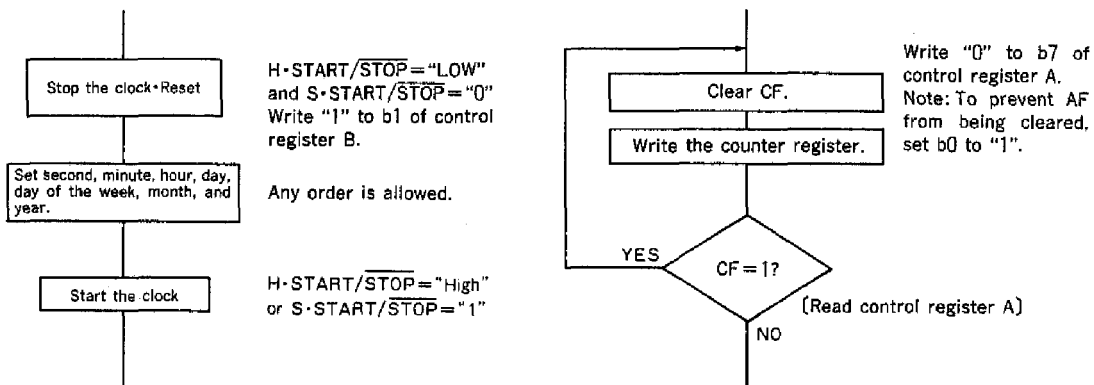 Stop the clock•Reset
H•START/STOP="LOW"
and S•START/STOP="0"
Write "1" to b1 of control
register B.
Set second, minute, hour, day,
day of the week, month, and
year.
Any order is allowed.
Start the clock
H•START/STOP="High"
or S•START/STOP="1"
Clear CF.
Write the counter register.
Write "0" to b7 of
control register A.
Note: To prevent AF
from being cleared,
set b0 to "1".
YES
CF=1?
(Read control register A)
NO